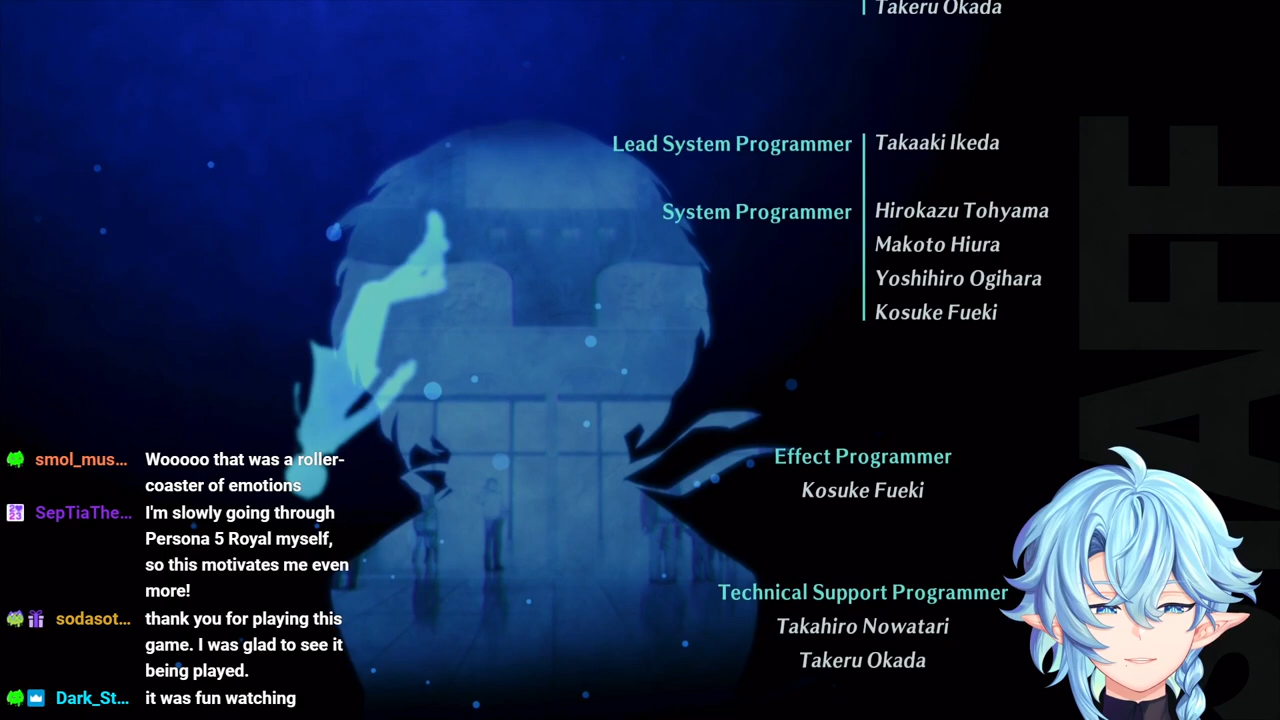 Takeru Okada
Lead System Programmer
Takaaki Ikeda
System Programmer
Hirokazu Tohyama
Makoto Hiura
Yoshihiro Ogihara
Kosuke Fueki
Effect Programmer
Kosuke Fueki
Technical Support Programmer
Takahiro Nowatari
Takeru Okada
STAFF
smol_mus... Wooooo that was a roller-
coaster of emotions
SepTiaThe... I'm slowly going through
Persona 5 Royal myself,
so this motivates me even
more!
sodasot... thank you for playing this
game. I was glad to see it
being played.
Dark_St... it was fun watching